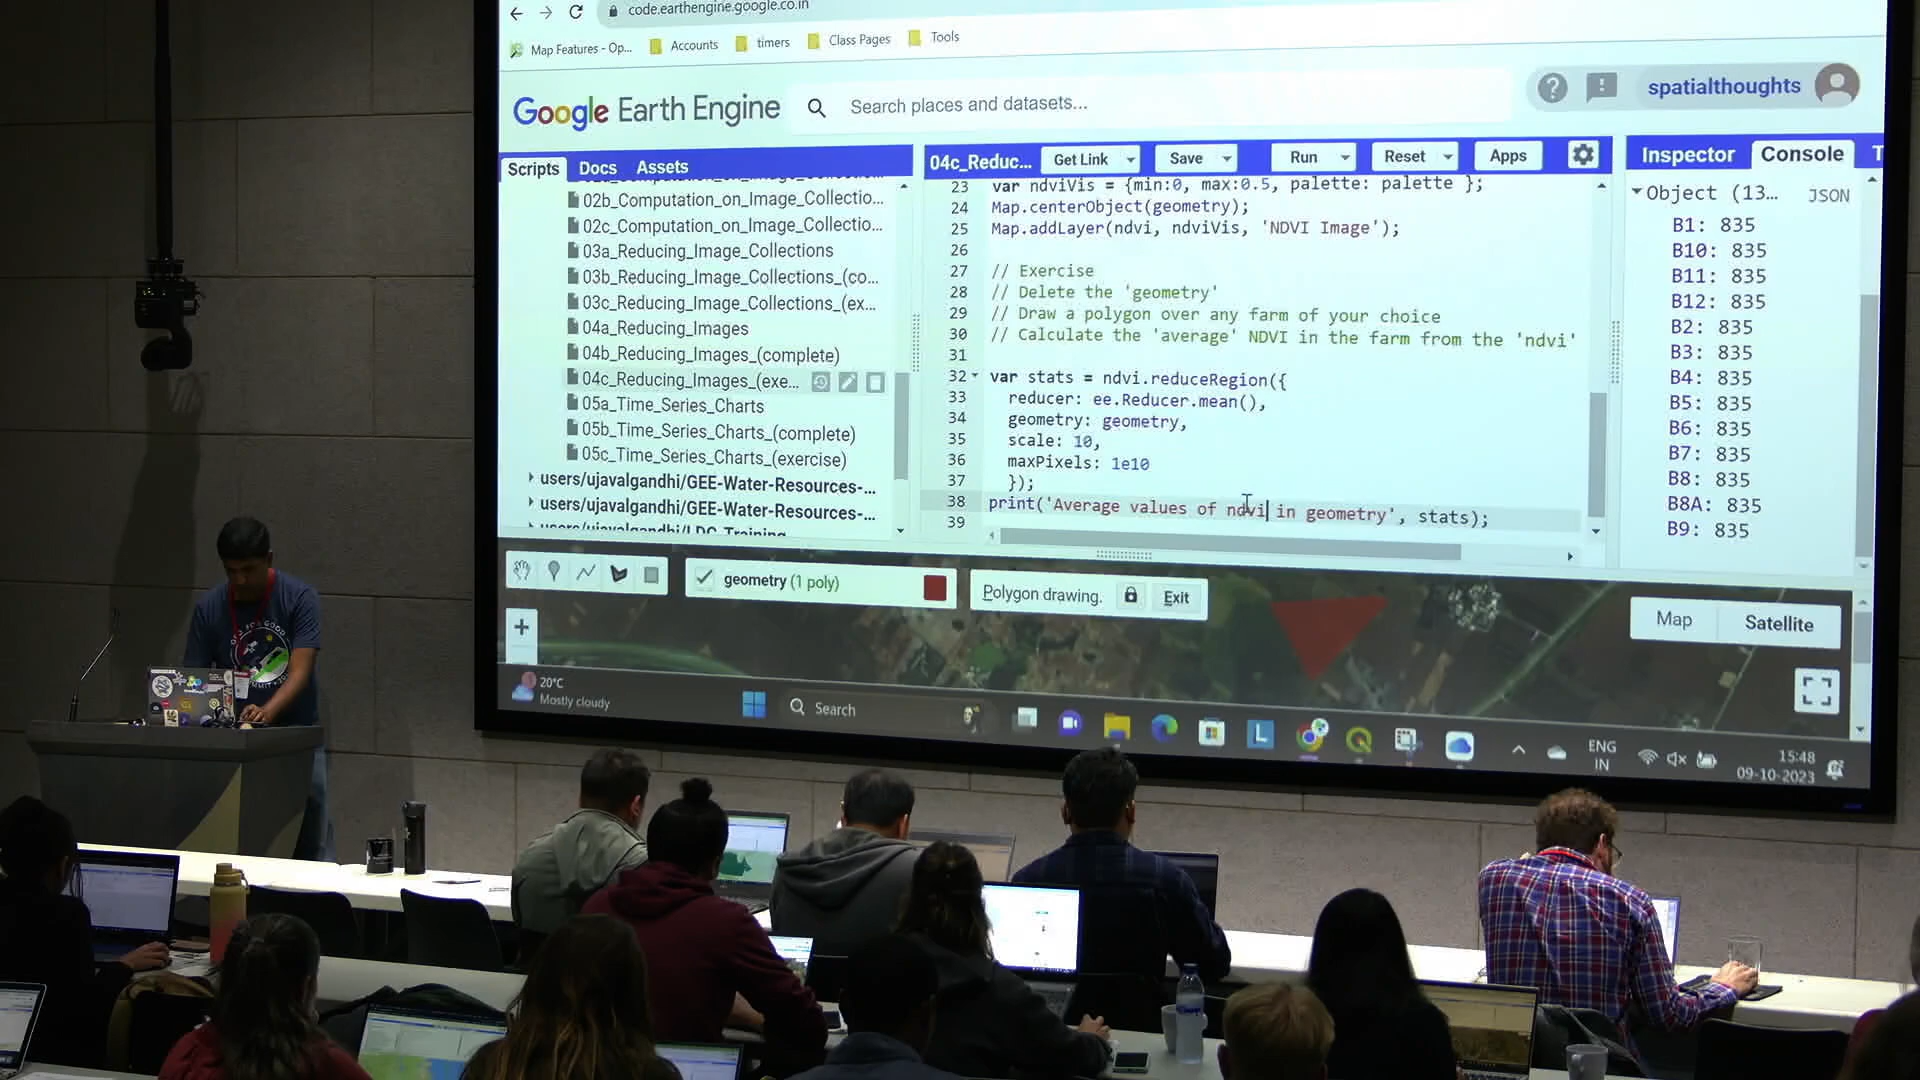 code.earthengine.google.co.in
Map Features - Op...
Accounts
timers
Class Pages
Tools
Google Earth Engine
Search places and datasets...
spatialthoughts
Scripts
Docs
Assets
02b_Computation_on_Image_Collectio...
02c_Computation_on_Image_Collectio...
03a_Reducing_Image_Collections
03b_Reducing_Image_Collections_(co...
03c_Reducing_Image_Collections_(ex...
04a_Reducing_Images
04b_Reducing_Images_(complete)
04c_Reducing_Images_(exe...
05a_Time_Series_Charts
05b_Time_Series_Charts_(complete)
05c_Time_Series_Charts_(exercise)
users/ujavalgandhi/GEE-Water-Resources-...
users/ujavalgandhi/GEE-Water-Resources-...
04c_Reduc...
Get Link
Save
Run
Reset
Apps
23 var ndviVis = {min:0, max:0.5, palette: palette };
24 Map.centerObject(geometry);
25 Map.addLayer(ndvi, ndviVis, 'NDVI Image');
26
27 // Exercise
28 // Delete the 'geometry'
29 // Draw a polygon over any farm of your choice
30 // Calculate the 'average' NDVI in the farm from the 'ndvi'
31
32 var stats = ndvi.reduceRegion({
33 reducer: ee.Reducer.mean(),
34 geometry: geometry,
35 scale: 10,
36 maxPixels: 1e10
37 });
38 print('Average values of ndvi in geometry', stats);
39
Inspector
Console
Object (13...
JSON
B1: 835
B10: 835
B11: 835
B12: 835
B2: 835
B3: 835
B4: 835
B5: 835
B6: 835
B7: 835
B8: 835
B8A: 835
B9: 835
geometry (1 poly)
Polygon drawing.
Exit
Map
Satellite
20°C
Mostly cloudy
Search
ENG
IN
15:48
09-10-2023